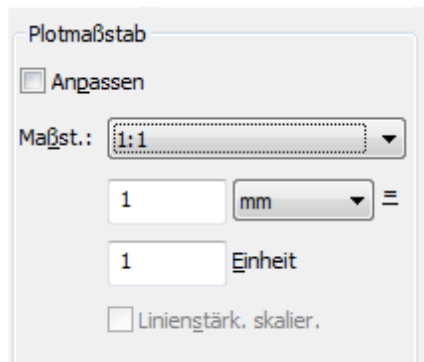 Plotmaßstab
Anpassen
Maßst.: 1:1
1 mm =
1 Einheit
Linienstärk. skalier.